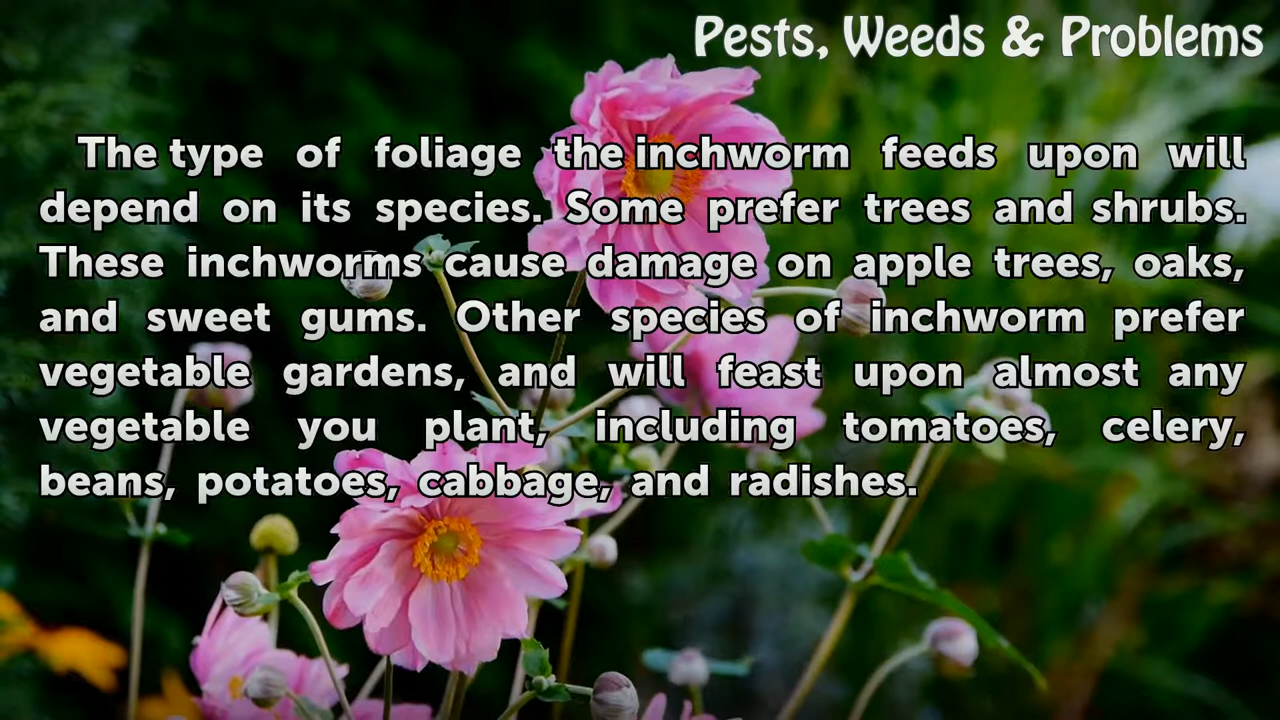 Pests, Weeds & Problems
The type of foliage the inchworm feeds upon will
depend on its species. Some prefer trees and shrubs.
These inchworms cause damage on apple trees, oaks,
and sweet gums. Other species of inchworm prefer
vegetable gardens, and will feast upon almost any
vegetable you plant, including tomatoes, celery,
beans, potatoes, cabbage, and radishes.